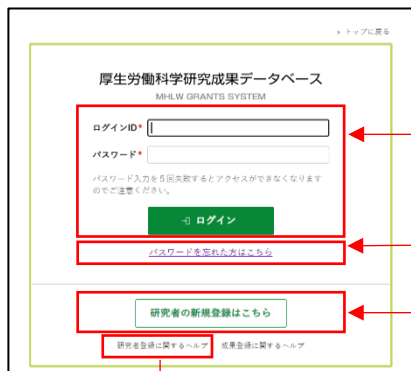 › トップに戻る
厚生労働科学研究成果データベース
MHLW GRANTS SYSTEM
ログインID*
パスワード*
パスワード入力を5回失敗するとアクセスができなくなります
のでご注意ください。
ログイン
パスワードを忘れた方はこちら
研究者の新規登録はこちら
研究者登録に関するヘルプ 成果登録に関するヘルプ